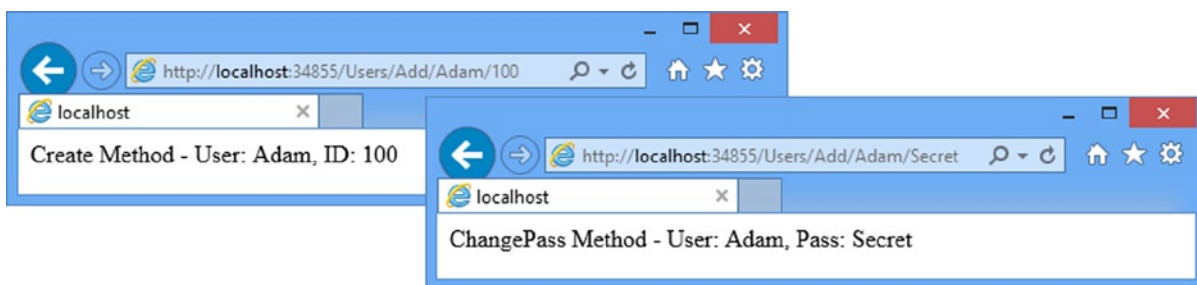 http://localhost:34855/Users/Add/Adam/100
localhost
Create Method - User: Adam, ID: 100
http://localhost:34855/Users/Add/Adam/Secret
localhost
ChangePass Method - User: Adam, Pass: Secret